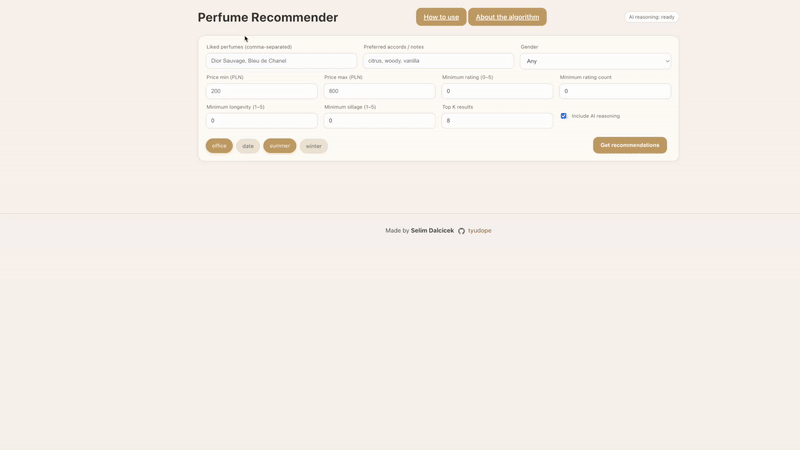 Perfume Recommender
How to use
About the algorithm
AI reasoning: ready
Liked perfumes (comma-separated)
Preferred accords / notes
Gender
Dior Sauvage, Bleu de Chanel
citrus, woody, vanilla
Any
Price min (PLN)
Price max (PLN)
Minimum rating (0–5)
Minimum rating count
200
800
0
0
Minimum longevity (1–5)
Minimum sillage (1–5)
Top K results
Include AI reasoning
0
0
8
office
date
summer
winter
Get recommendations
Made by Selim Dalcicek tyudope